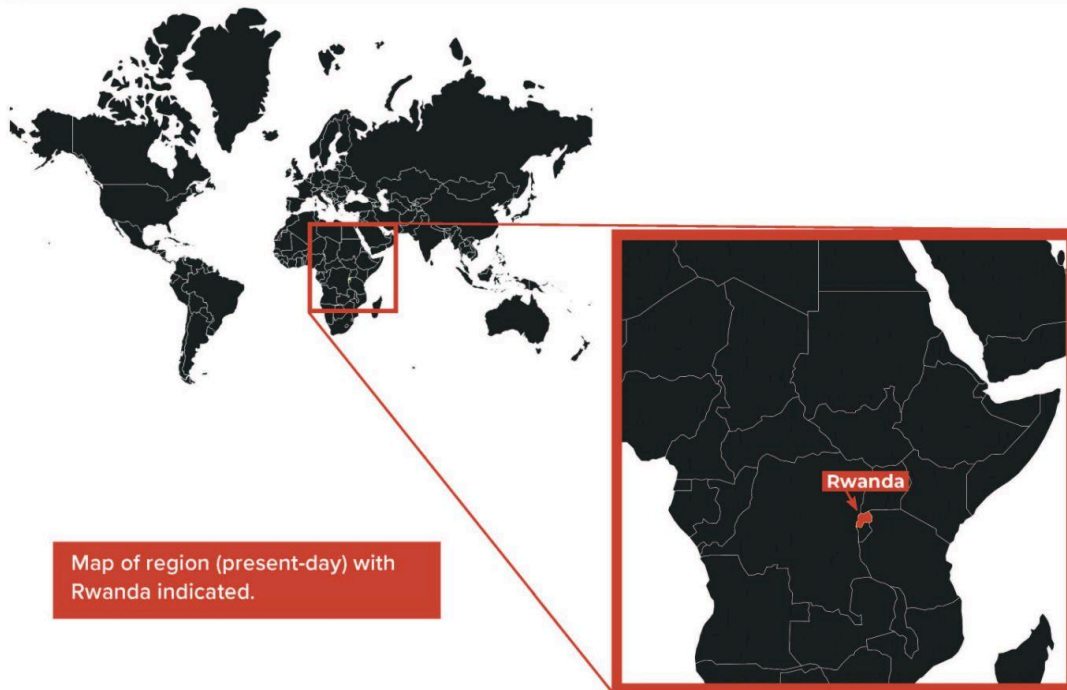 Rwanda
Map of region (present-day) with
Rwanda indicated.